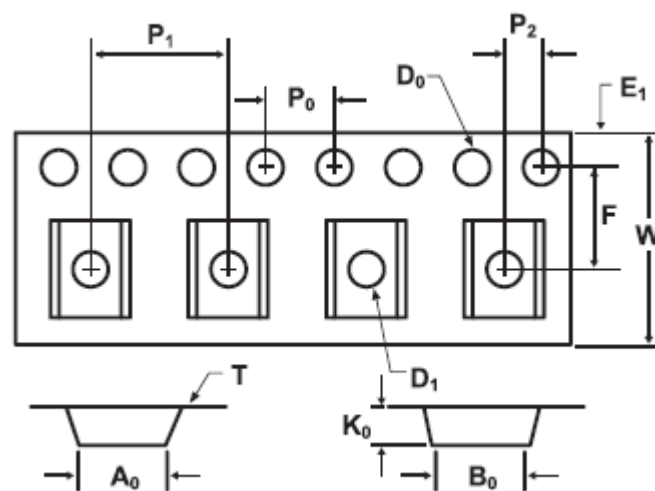 P₁
P₂
P₀
D₀
E₁
F
W
D₁
T
K₀
A₀
B₀